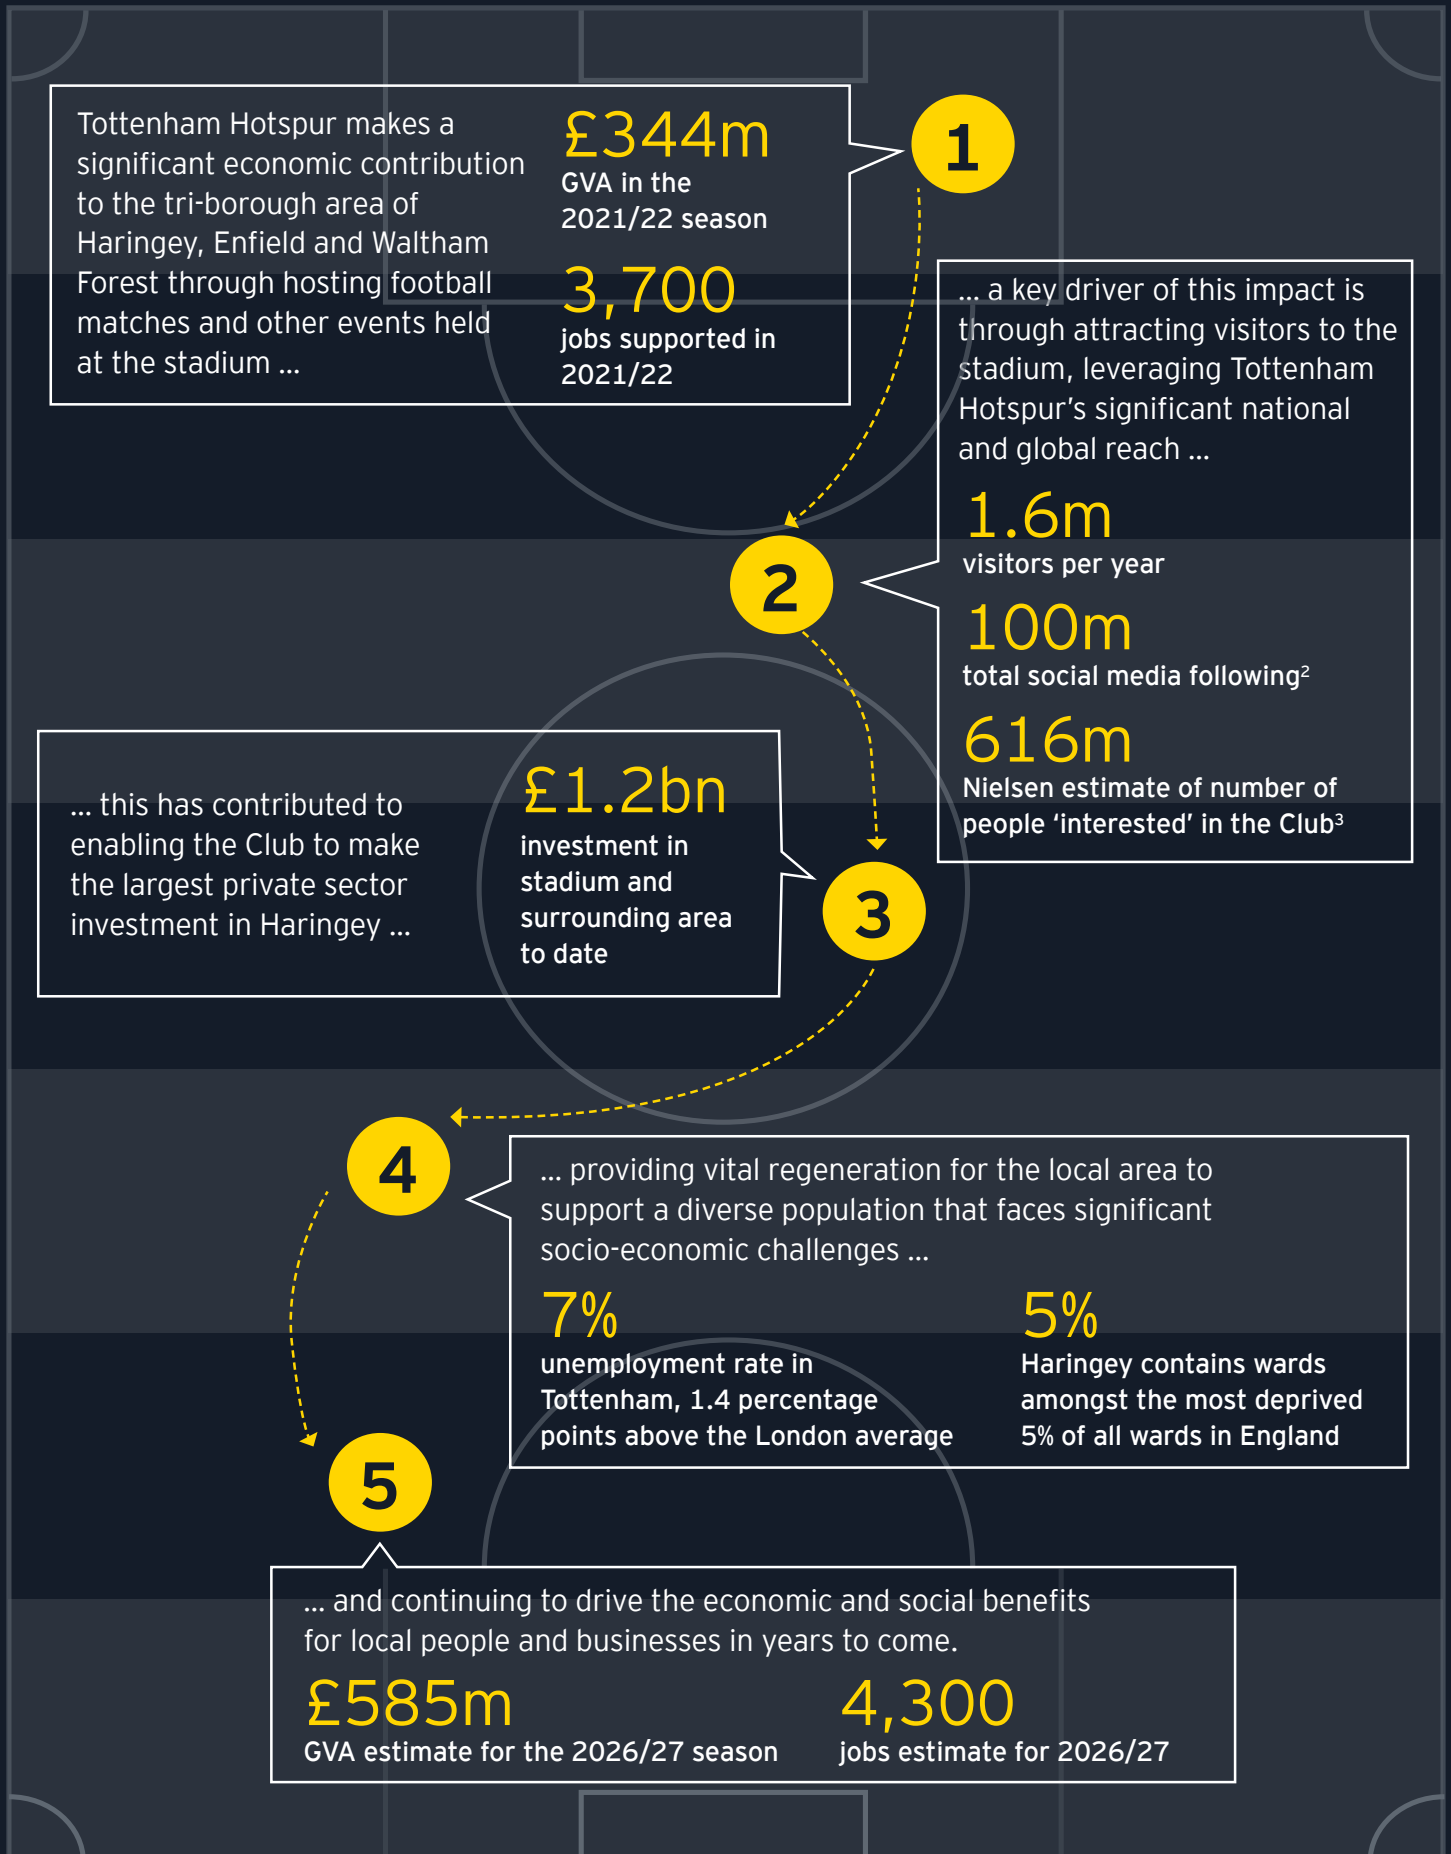 Tottenham Hotspur makes a
significant economic contribution
to the tri-borough area of
Haringey, Enfield and Waltham
Forest through hosting football
matches and other events held
at the stadium ...
£344m
GVA in the
2021/22 season
3,700
jobs supported in
2021/22
1
... a key driver of this impact is
through attracting visitors to the
stadium, leveraging Tottenham
Hotspur’s significant national
and global reach ...
1.6m
visitors per year
100m
total social media following²
616m
Nielsen estimate of number of
people ‘interested’ in the Club³
2
... this has contributed to
enabling the Club to make
the largest private sector
investment in Haringey ...
£1.2bn
investment in
stadium and
surrounding area
to date
3
4
... providing vital regeneration for the local area to
support a diverse population that faces significant
socio-economic challenges ...
7%
unemployment rate in
Tottenham, 1.4 percentage
points above the London average
5%
Haringey contains wards
amongst the most deprived
5% of all wards in England
5
... and continuing to drive the economic and social benefits
for local people and businesses in years to come.
£585m
GVA estimate for the 2026/27 season
4,300
jobs estimate for 2026/27